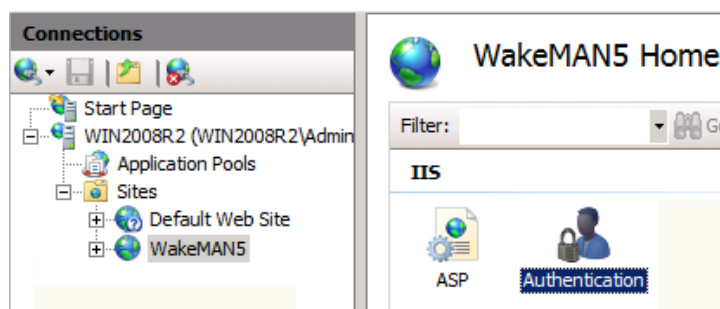 Connections
Start Page
WIN2008R2 (WIN2008R2\Admin
Application Pools
Sites
Default Web Site
WakeMAN5
WakeMAN5 Home
Filter:
IIS
ASP
Authentication